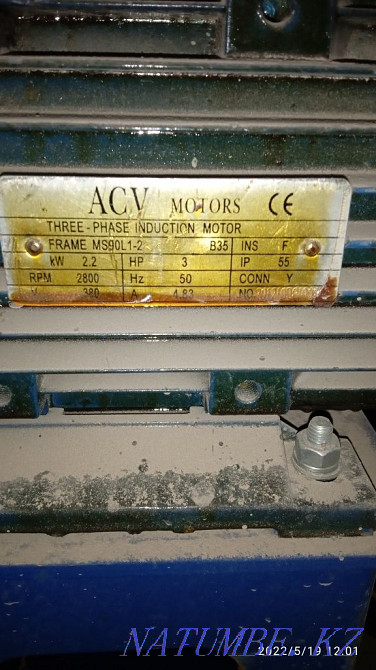 ACV MOTORS CE
THREE-PHASE INDUCTION MOTOR
FRAME MS90L1-2 B35 INS F
kW 2.2 HP 3 IP 55
RPM 2800 Hz 50 CONN Y
V 380 A 4.83 NO
2022/5/19 12:01
NATUMBE.KZ